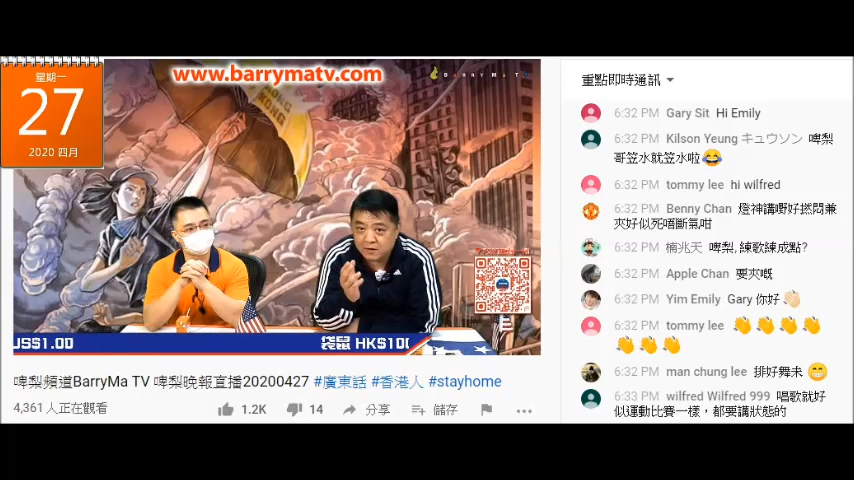 星期一
27
2020 四月
www.barrymatv.com
BARRY MA TV
HONG
KONG
US$1.00
袋鼠 HK$100
啤梨頻道BarryMa TV 啤梨晚報直播20200427 #廣東話 #香港人 #stayhome
4,361 人正在觀看
1.2K
14
分享
儲存
重點即時通訊
6:32 PM Gary Sit Hi Emily
6:32 PM Kilson Yeung キュウソン 啤梨
哥笠水就笠水啦😂
6:32 PM tommy lee hi wilfred
6:32 PM Benny Chan 燈神講嘢好撚悶兼
夾好似死唔斷氣咁
6:32 PM 楠兆天 啤梨, 練歌練成點?
6:32 PM Apple Chan 要夾嘅
6:32 PM Yim Emily Gary 你好👋🏻
6:32 PM tommy lee 👏👏👏👏
👏👏👏
6:32 PM man chung lee 排好舞未😁
6:33 PM wilfred Wilfred 999 唱歌就好
似運動比賽一樣，都要講狀態的